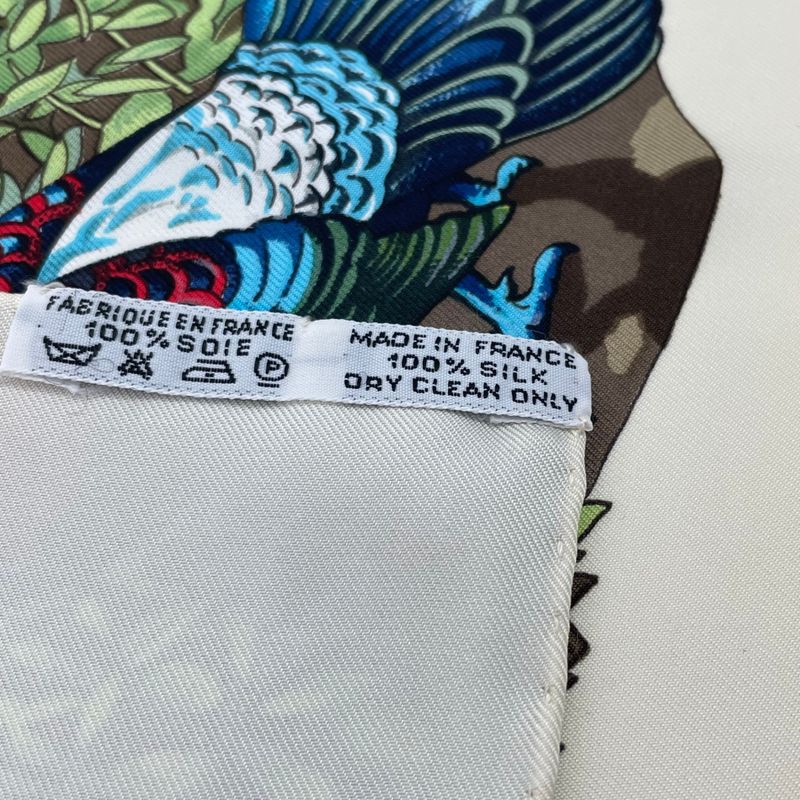 FABRIQUE EN FRANCE
100% SOIE
P
MADE IN FRANCE
100% SILK
DRY CLEAN ONLY